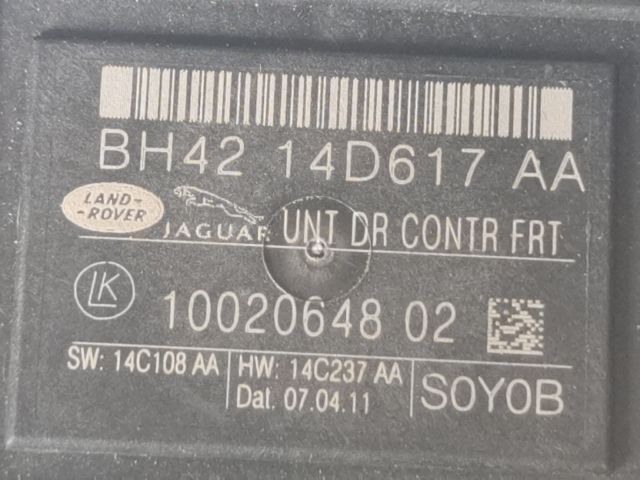 BH42 14D617 AA
LAND-
-ROVER
JAGUAR UNT DR CONTR FRT
LK
10020648 02
SW: 14C108 AA HW: 14C237 AA
Dat. 07.04.11 SOYOB